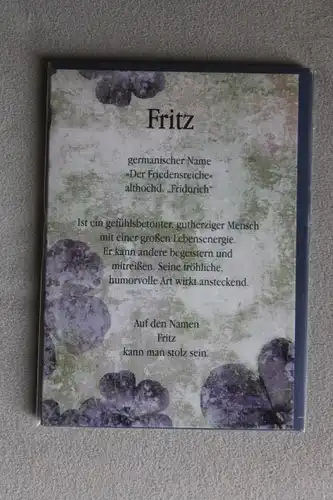 Fritz
germanischer Name
»Der Friedensreiche«
althochd. „Fridurich“
Ist ein gefühlsbetonter, gutherziger Mensch
mit einer großen Lebensenergie.
Er kann andere begeistern und
mitreißen. Seine fröhliche,
humorvolle Art wirkt ansteckend.
Auf den Namen
Fritz
kann man stolz sein.